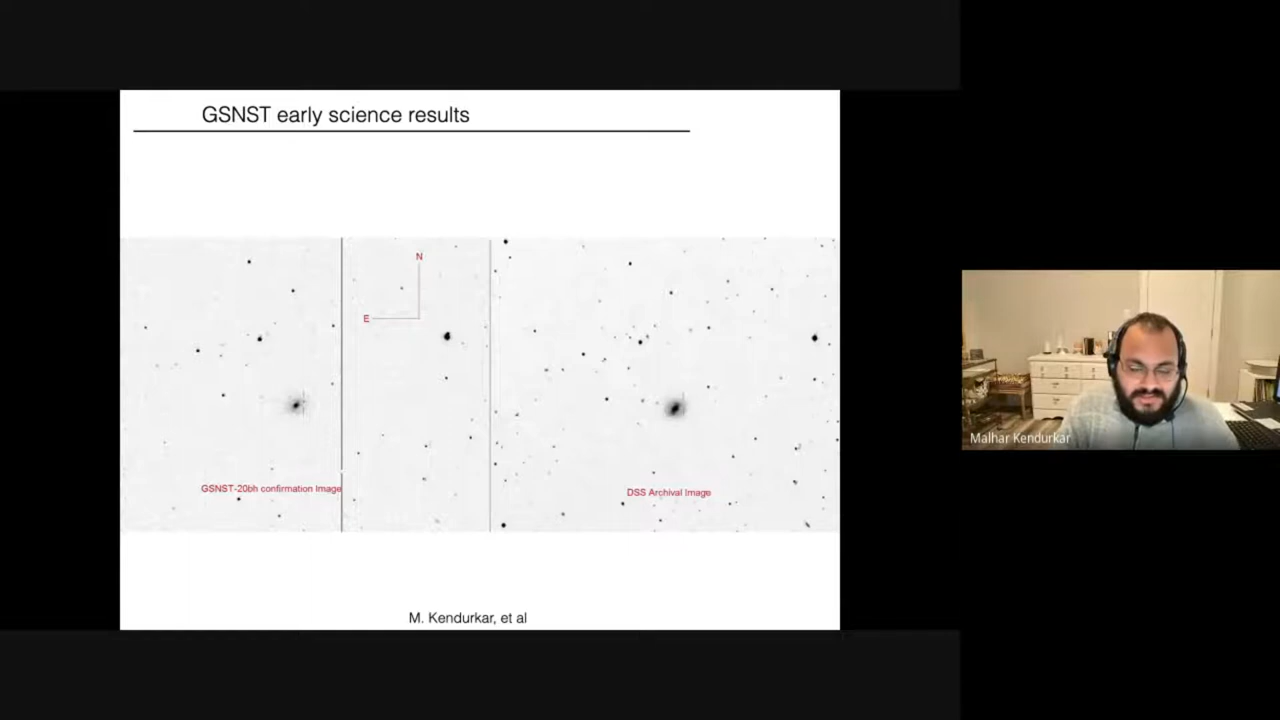 GSNST early science results
N
E
GSNST-20bh confirmation Image
DSS Archival Image
M. Kendurkar, et al
Malhar Kendurkar